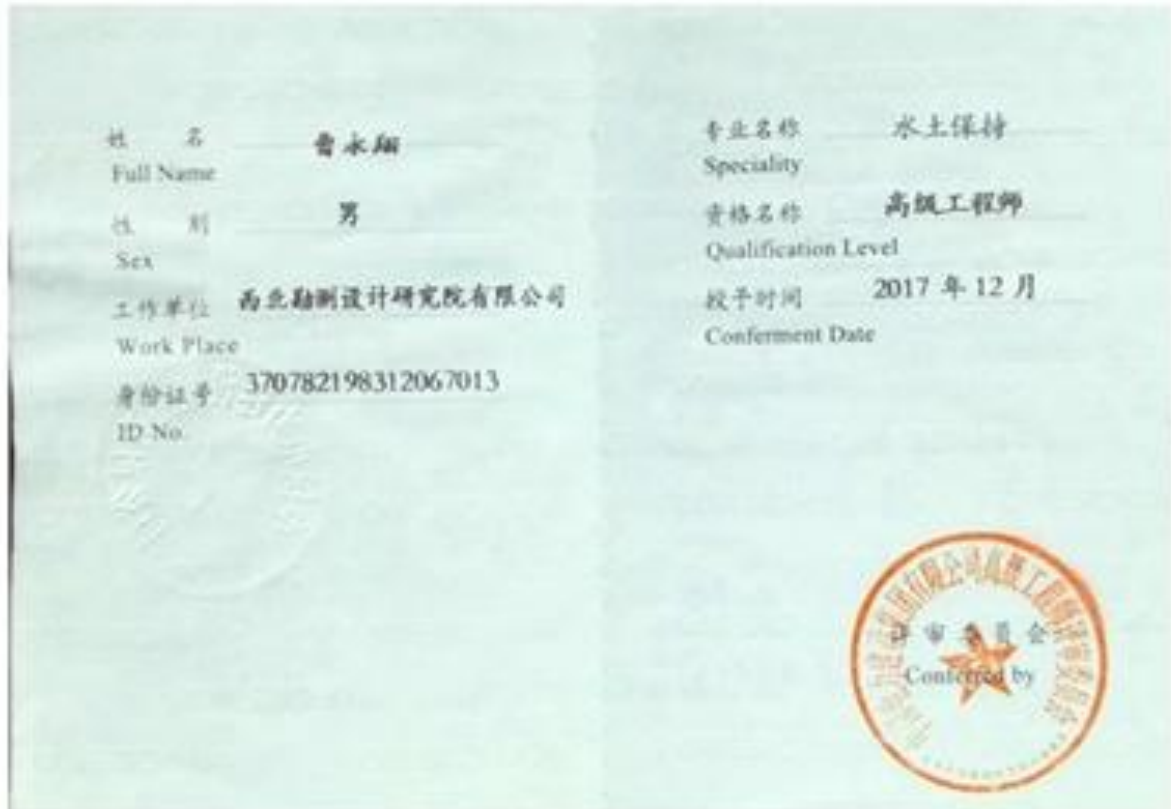 姓 名 曹永翔
Full Name
性 别 男
Sex
工作单位 西北勘测设计研究院有限公司
Work Place
身份证号 370782198312067013
ID No.
专业名称 水土保持
Speciality
资格名称 高级工程师
Qualification Level
授予时间 2017 年 12 月
Conferment Date
评审委员会
Conferred by